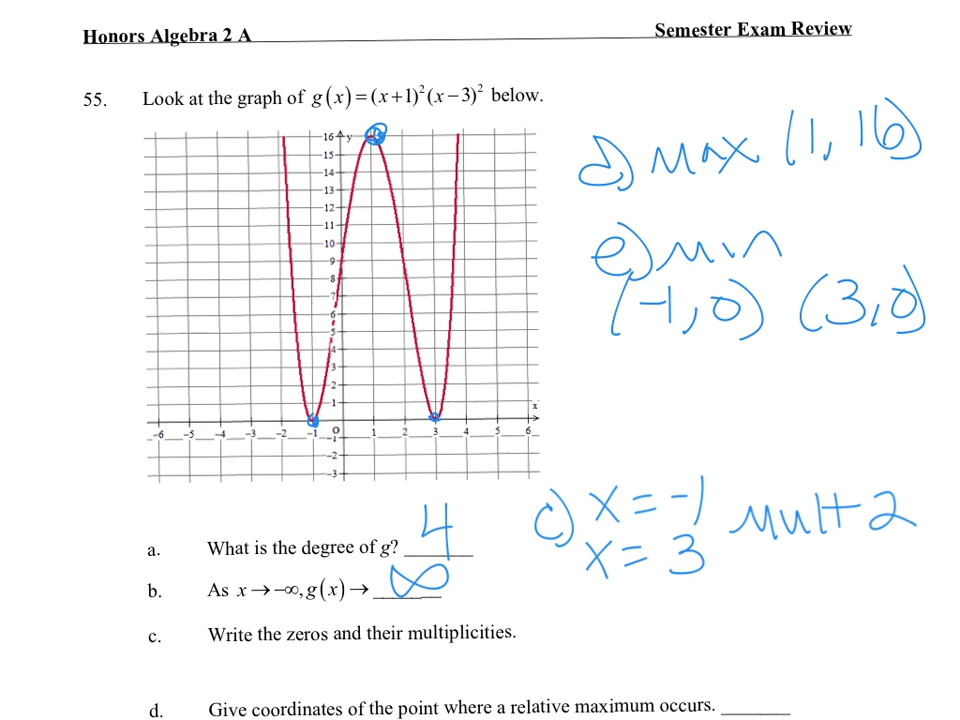 Honors Algebra 2 A
Semester Exam Review
55. Look at the graph of g(x)=(x+1)²(x−3)² below.
16 y
15
14
13
12
11
10
9
8
7
6
5
4
3
2
1
x
-6 -5 -4 -3 -2 -1 O 1 2 3 4 5 6
-1
-2
-3
d) Max (1, 16)
e) min
(-1, 0) (3, 0)
c) x = -1 Mult 2
x = 3
a. What is the degree of g? 4
b. As x→-∞, g(x)→ ∞
c. Write the zeros and their multiplicities.
d. Give coordinates of the point where a relative maximum occurs. ______